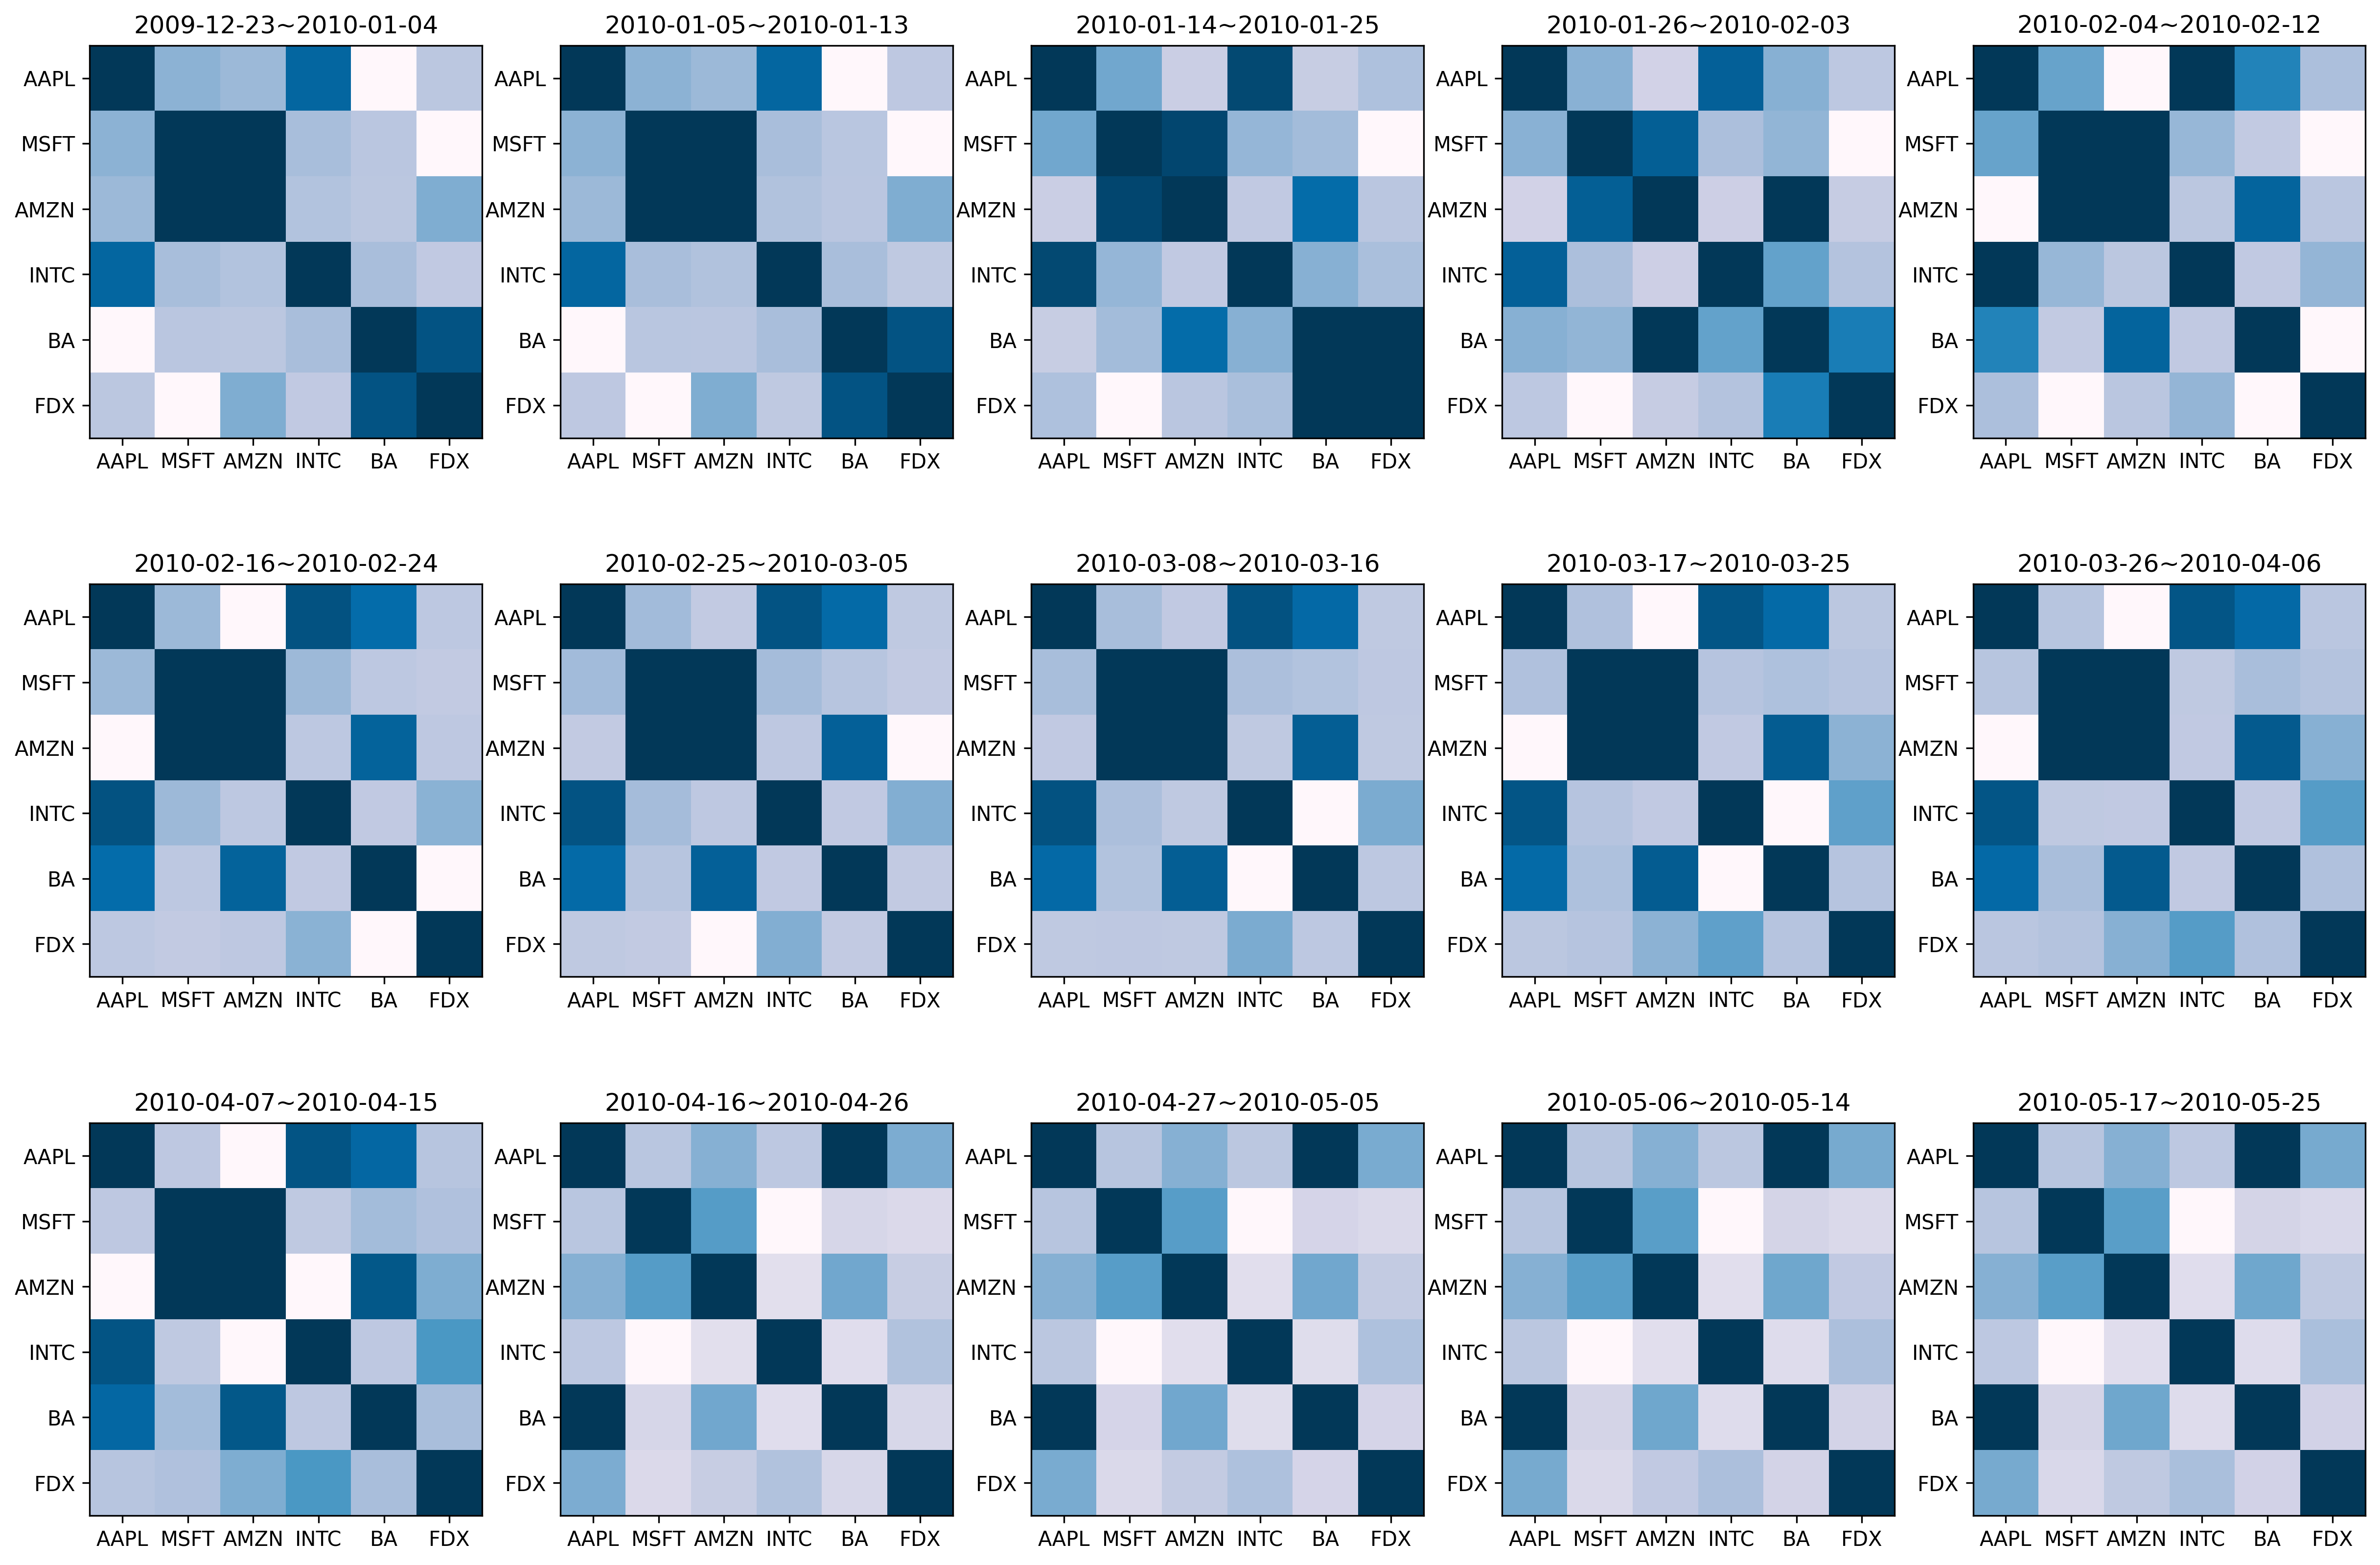 2009-12-23~2010-01-04 2010-01-05~2010-01-13 2010-01-14~2010-01-25 2010-01-26~2010-02-03 2010-02-04~2010-02-12
AAPL AAPL AAPL AAPL AAPL
MSFT MSFT MSFT MSFT MSFT
AMZN AMZN AMZN AMZN AMZN
INTC INTC INTC INTC INTC
BA BA BA BA BA
FDX FDX FDX FDX FDX
AAPL MSFT AMZN INTC BA FDX AAPL MSFT AMZN INTC BA FDX AAPL MSFT AMZN INTC BA FDX AAPL MSFT AMZN INTC BA FDX AAPL MSFT AMZN INTC BA FDX
2010-02-16~2010-02-24 2010-02-25~2010-03-05 2010-03-08~2010-03-16 2010-03-17~2010-03-25 2010-03-26~2010-04-06
AAPL AAPL AAPL AAPL AAPL
MSFT MSFT MSFT MSFT MSFT
AMZN AMZN AMZN AMZN AMZN
INTC INTC INTC INTC INTC
BA BA BA BA BA
FDX FDX FDX FDX FDX
AAPL MSFT AMZN INTC BA FDX AAPL MSFT AMZN INTC BA FDX AAPL MSFT AMZN INTC BA FDX AAPL MSFT AMZN INTC BA FDX AAPL MSFT AMZN INTC BA FDX
2010-04-07~2010-04-15 2010-04-16~2010-04-26 2010-04-27~2010-05-05 2010-05-06~2010-05-14 2010-05-17~2010-05-25
AAPL AAPL AAPL AAPL AAPL
MSFT MSFT MSFT MSFT MSFT
AMZN AMZN AMZN AMZN AMZN
INTC INTC INTC INTC INTC
BA BA BA BA BA
FDX FDX FDX FDX FDX
AAPL MSFT AMZN INTC BA FDX AAPL MSFT AMZN INTC BA FDX AAPL MSFT AMZN INTC BA FDX AAPL MSFT AMZN INTC BA FDX AAPL MSFT AMZN INTC BA FDX